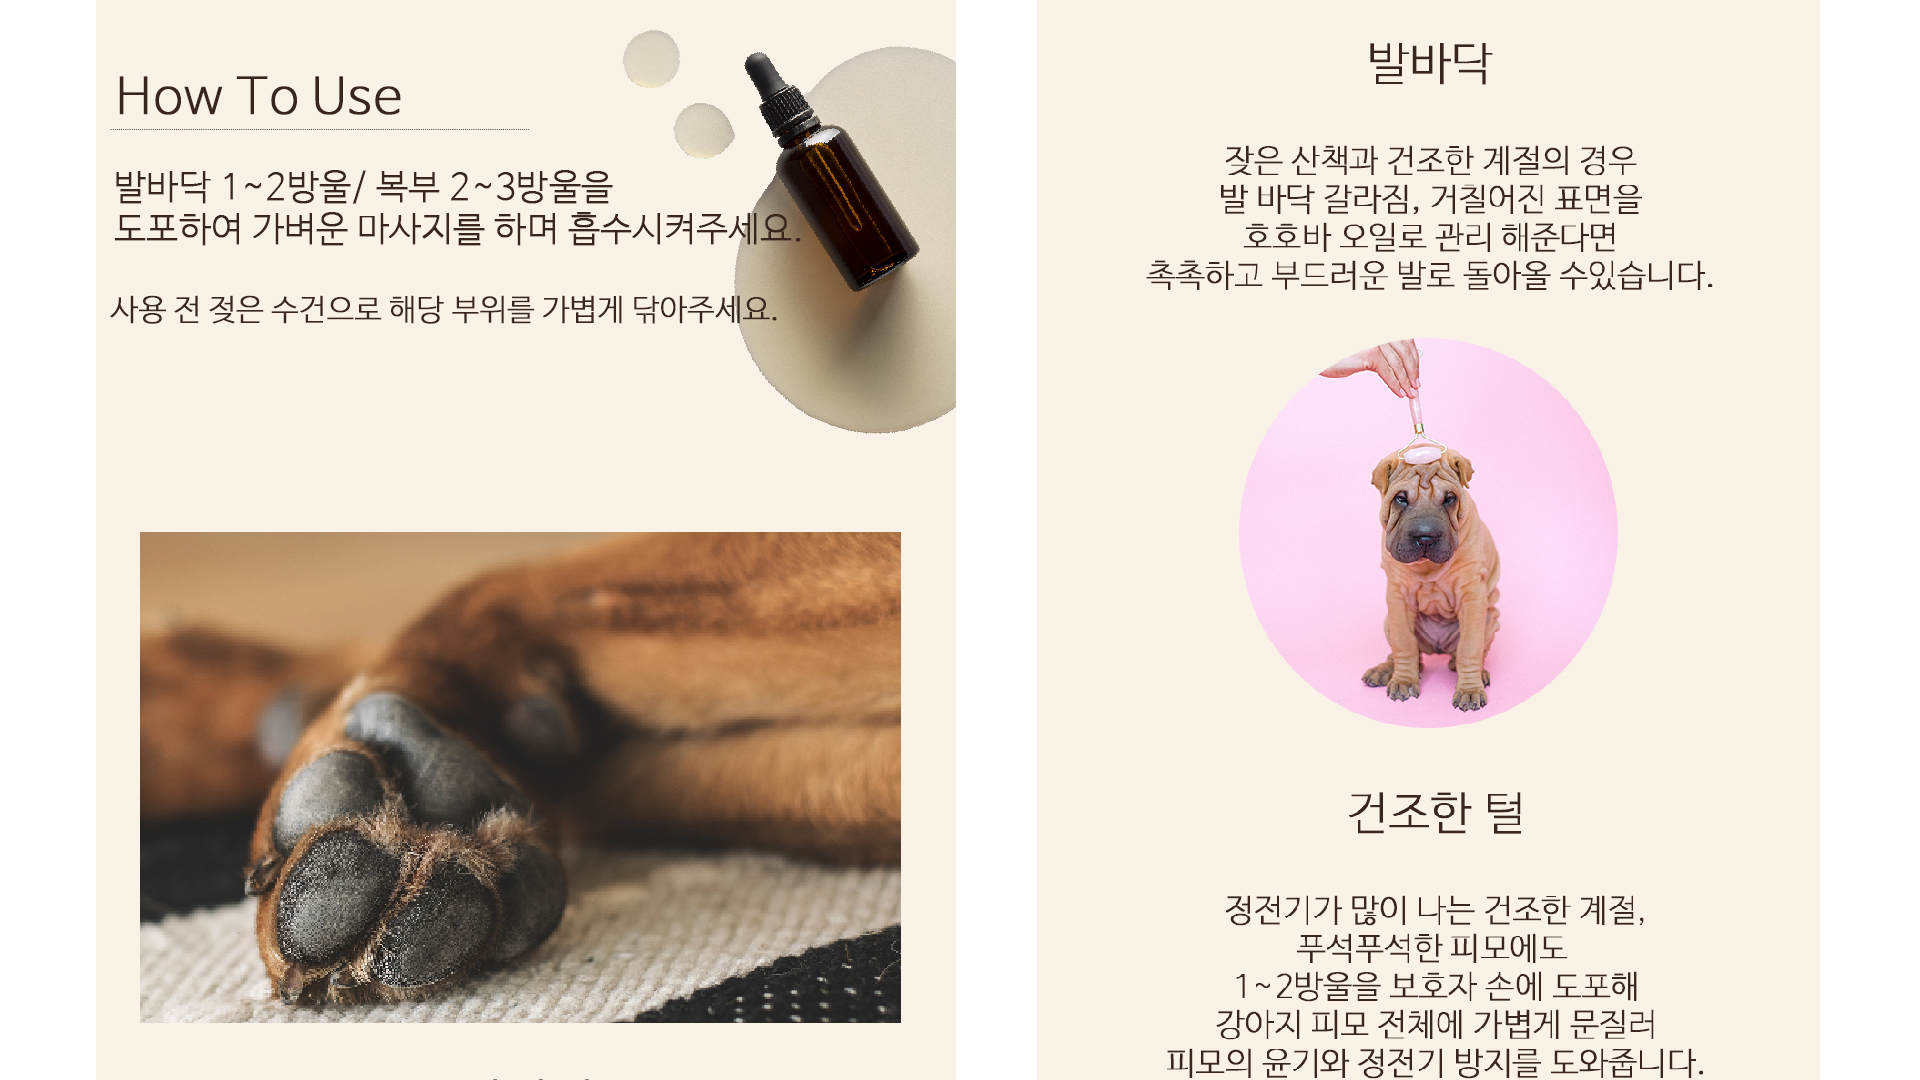 How To Use
발바닥 1~2방울/ 복부 2~3방울을
도포하여 가벼운 마사지를 하며 흡수시켜주세요.
사용 전 젖은 수건으로 해당 부위를 가볍게 닦아주세요.
발바닥
잦은 산책과 건조한 계절의 경우
발 바닥 갈라짐, 거칠어진 표면을
호호바 오일로 관리 해준다면
촉촉하고 부드러운 발로 돌아올 수있습니다.
건조한 털
정전기가 많이 나는 건조한 계절,
푸석푸석한 피모에도
1~2방울을 보호자 손에 도포해
강아지 피모 전체에 가볍게 문질러
피모의 윤기와 정전기 방지를 도와줍니다.